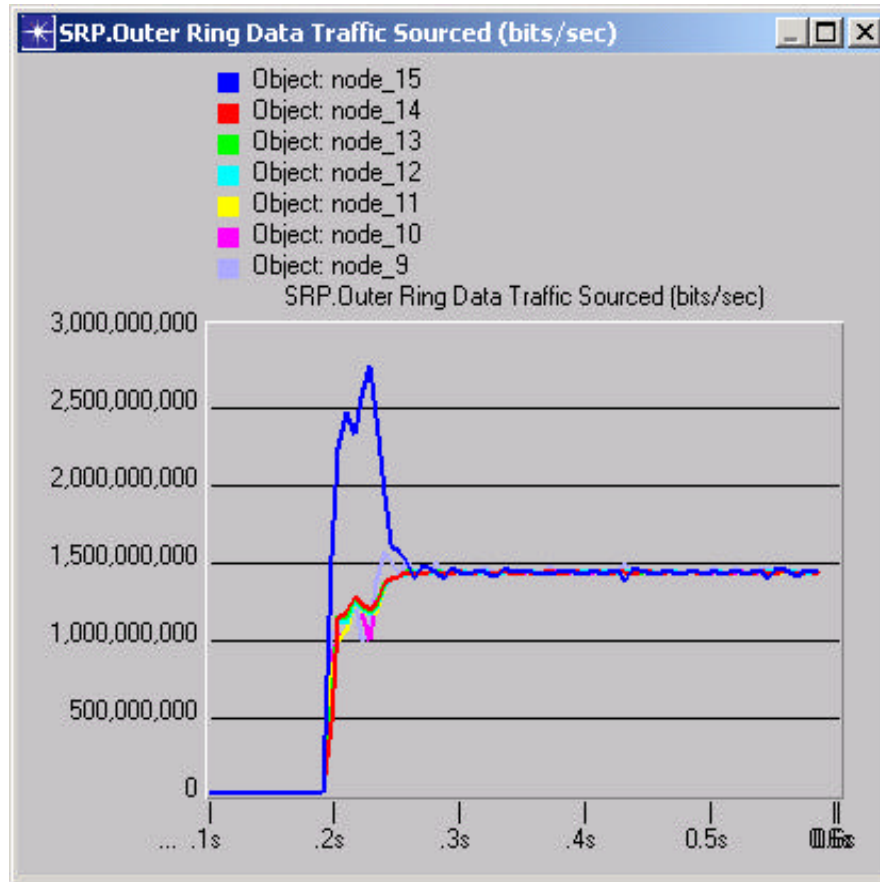 SRP.Outer Ring Data Traffic Sourced (bits/sec)
Object: node_15
Object: node_14
Object: node_13
Object: node_12
Object: node_11
Object: node_10
Object: node_9
SRP.Outer Ring Data Traffic Sourced (bits/sec)
3,000,000,000
2,500,000,000
2,000,000,000
1,500,000,000
1,000,000,000
500,000,000
0
... .1s .2s .3s .4s 0.5s